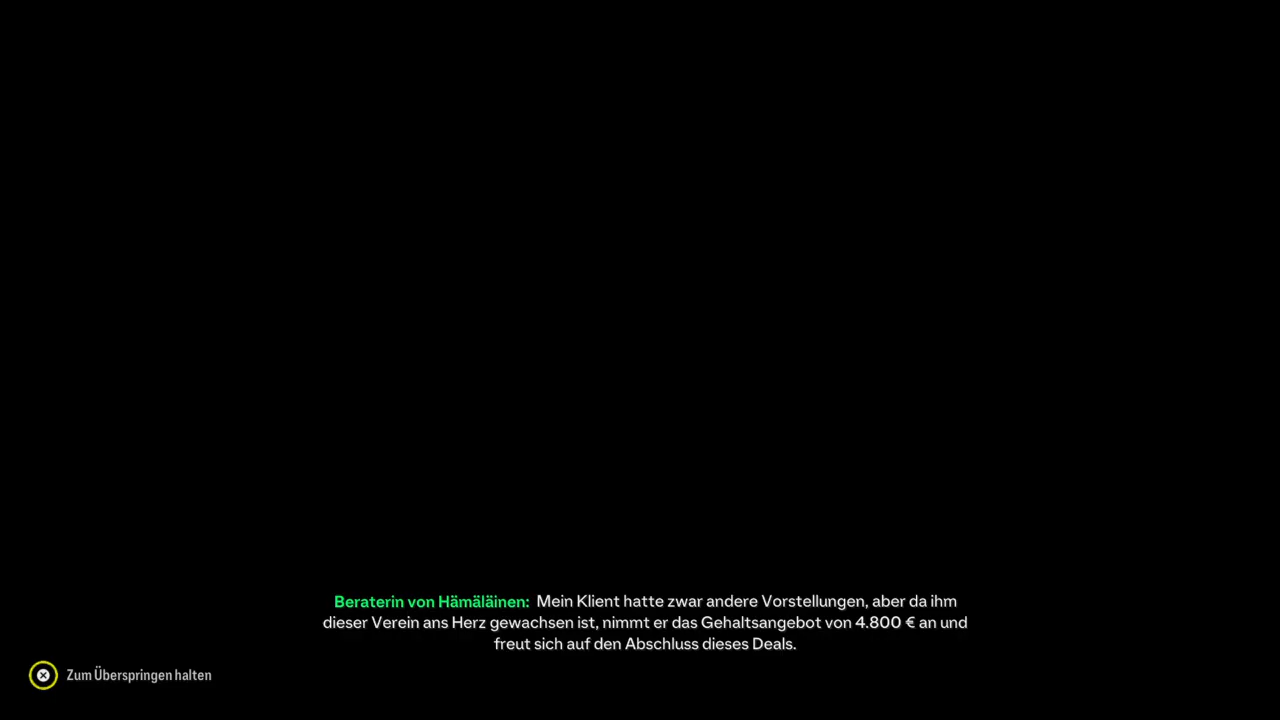 Beraterin von Hämäläinen: Mein Klient hatte zwar andere Vorstellungen, aber da ihm
dieser Verein ans Herz gewachsen ist, nimmt er das Gehaltsangebot von 4.800 € an und
freut sich auf den Abschluss dieses Deals.
Zum Überspringen halten